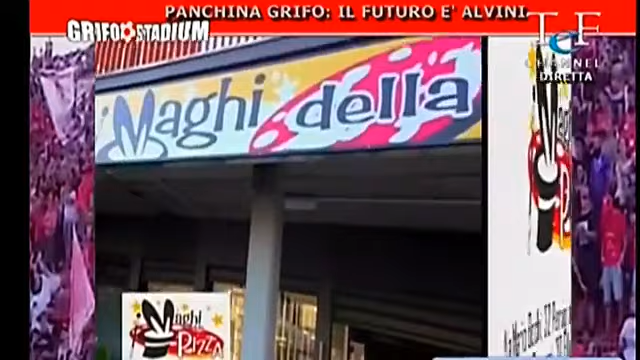 PANCHINA GRIFO: IL FUTURO E' ALVINI
GRIFO STADIUM
TEF
CHANNEL
DIRETTA
i Maghi della
i Maghi
PIZZA